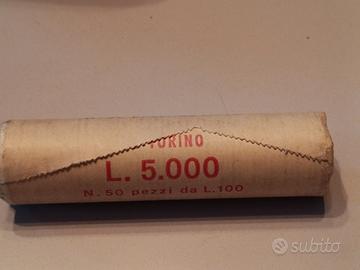 TORINO
L. 5.000
N. 50 pezzi da L.100
subito